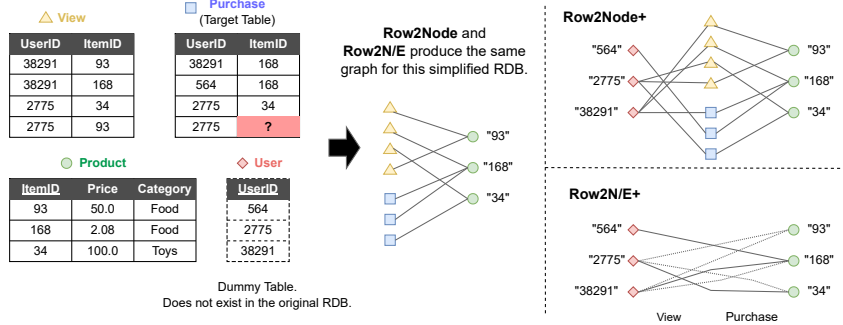 View
UserID ItemID
38291 93
38291 168
2775 34
2775 93
Purchase
(Target Table)
UserID ItemID
38291 168
564 168
2775 34
2775 ?
Product
ItemID Price Category
93 50.0 Food
168 2.08 Food
34 100.0 Toys
User
UserID
564
2775
38291
Dummy Table.
Does not exist in the original RDB.
Row2Node and
Row2N/E produce the same
graph for this simplified RDB.
"93"
"168"
"34"
Row2Node+
"564" "93"
"2775" "168"
"38291" "34"
Row2N/E+
"564" "93"
"2775" "168"
"38291" "34"
View Purchase